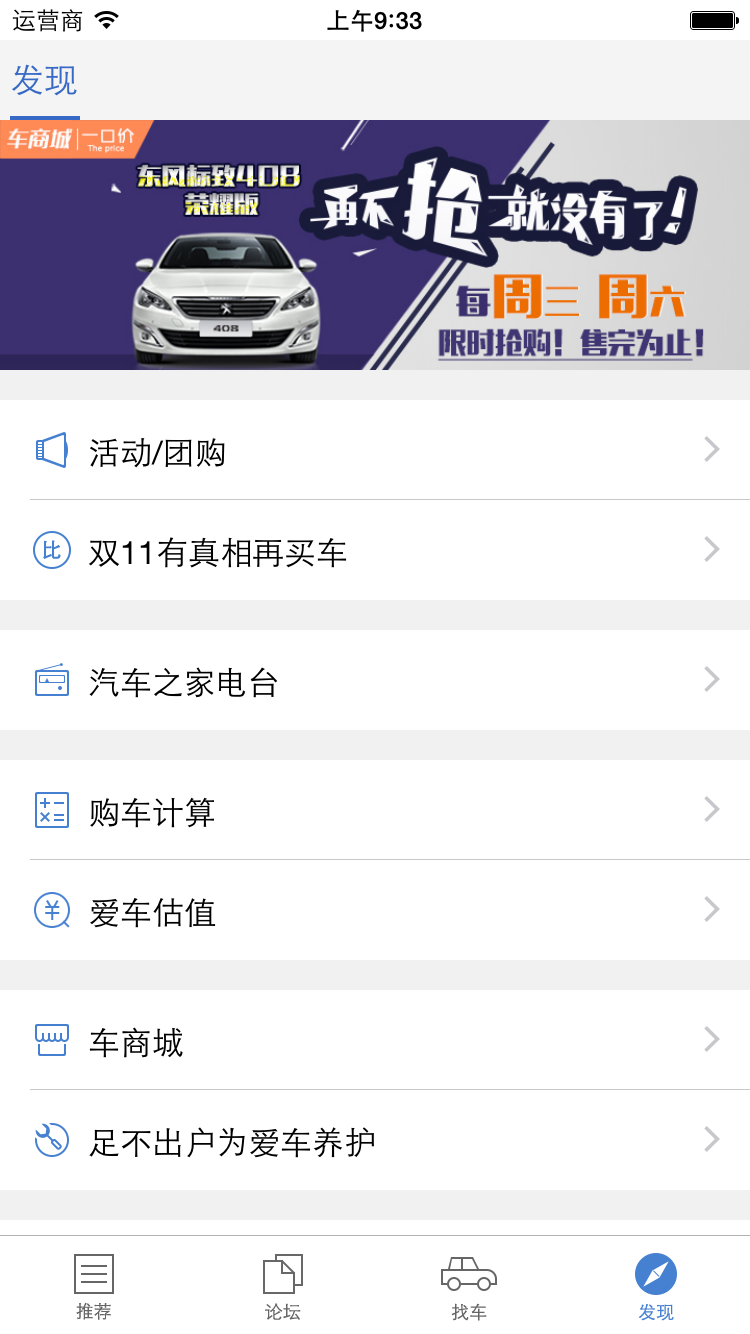 运营商 上午9:33
发现
车商城 一口价
The price
东风标致408
荣耀版
再不抢就没有了!
408
每周三 周六
限时抢购! 售完为止!
活动/团购
比 双11有真相再买车
汽车之家电台
购车计算
¥ 爱车估值
车商城
足不出户为爱车养护
推荐 论坛 找车 发现